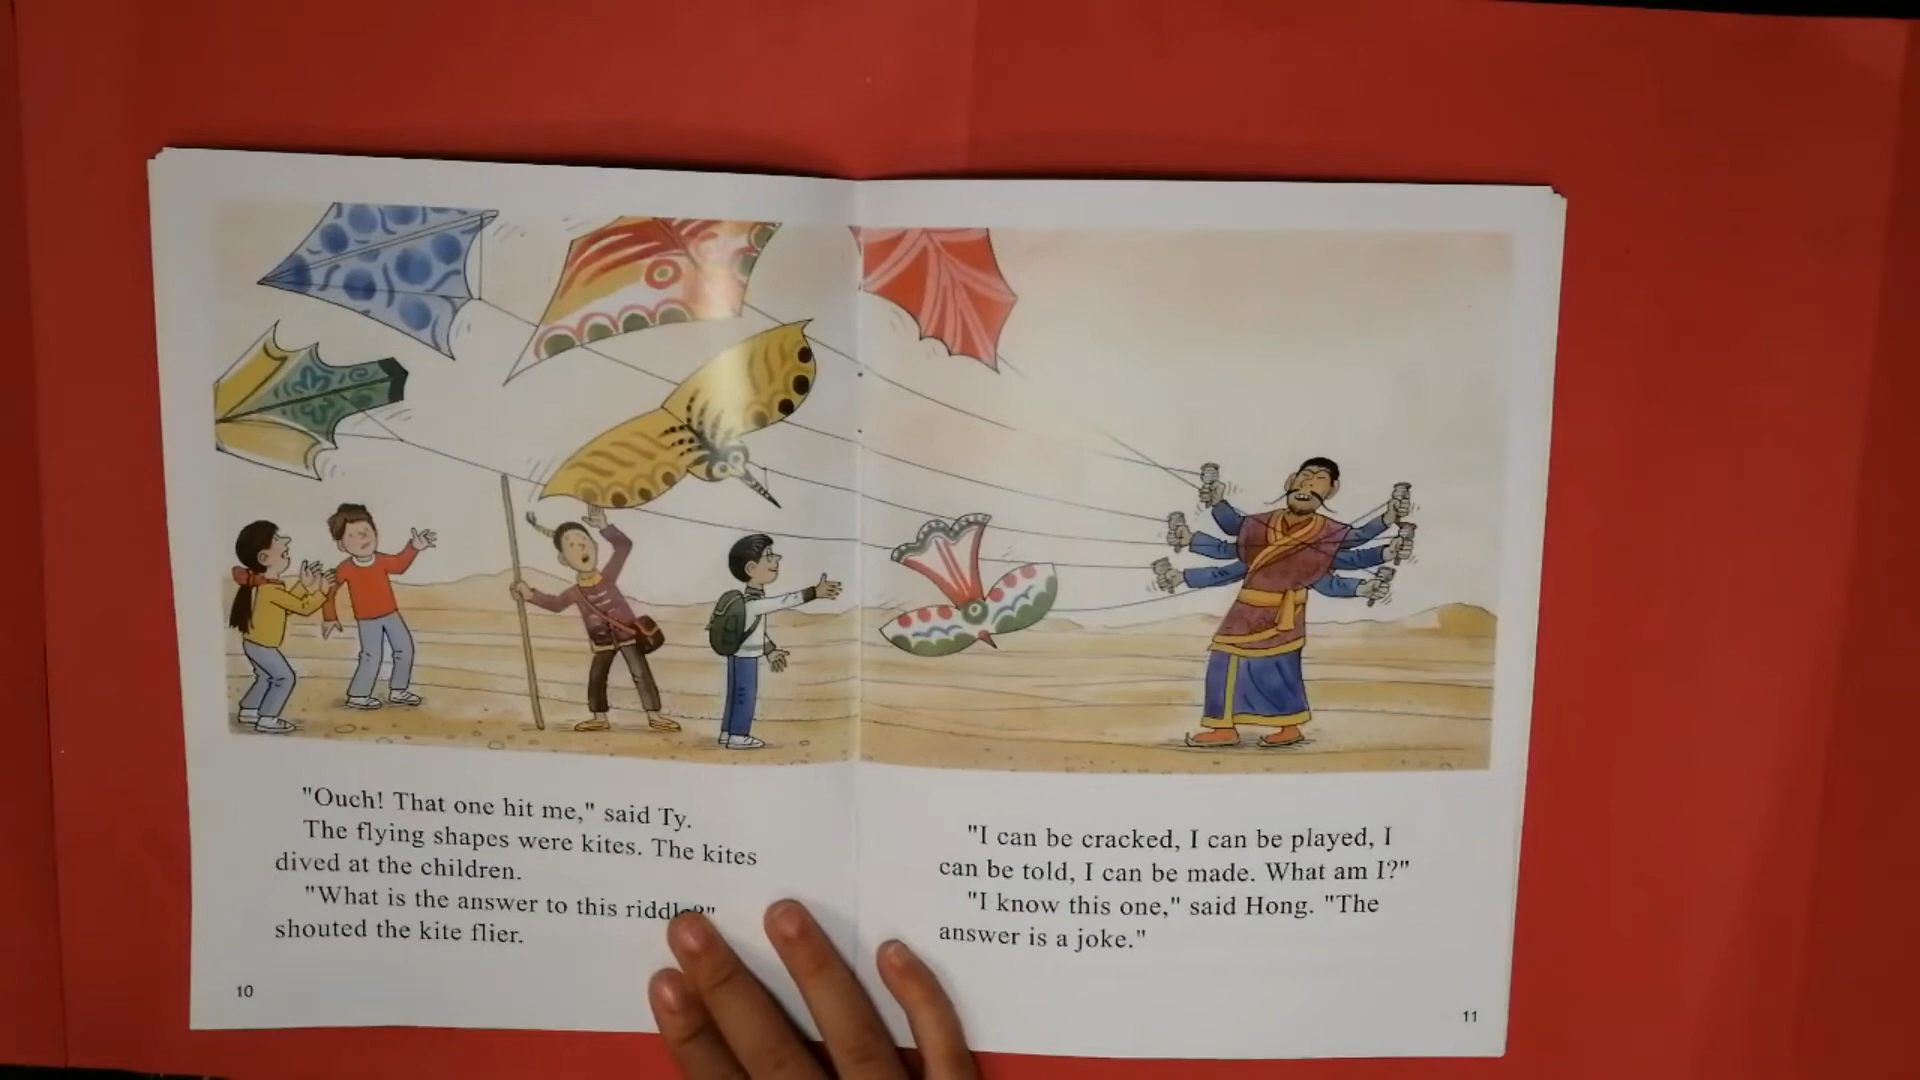 "Ouch! That one hit me," said Ty.
The flying shapes were kites. The kites
dived at the children.
"What is the answer to this riddle?"
shouted the kite flier.
10
"I can be cracked, I can be played, I
can be told, I can be made. What am I?"
"I know this one," said Hong. "The
answer is a joke."
11